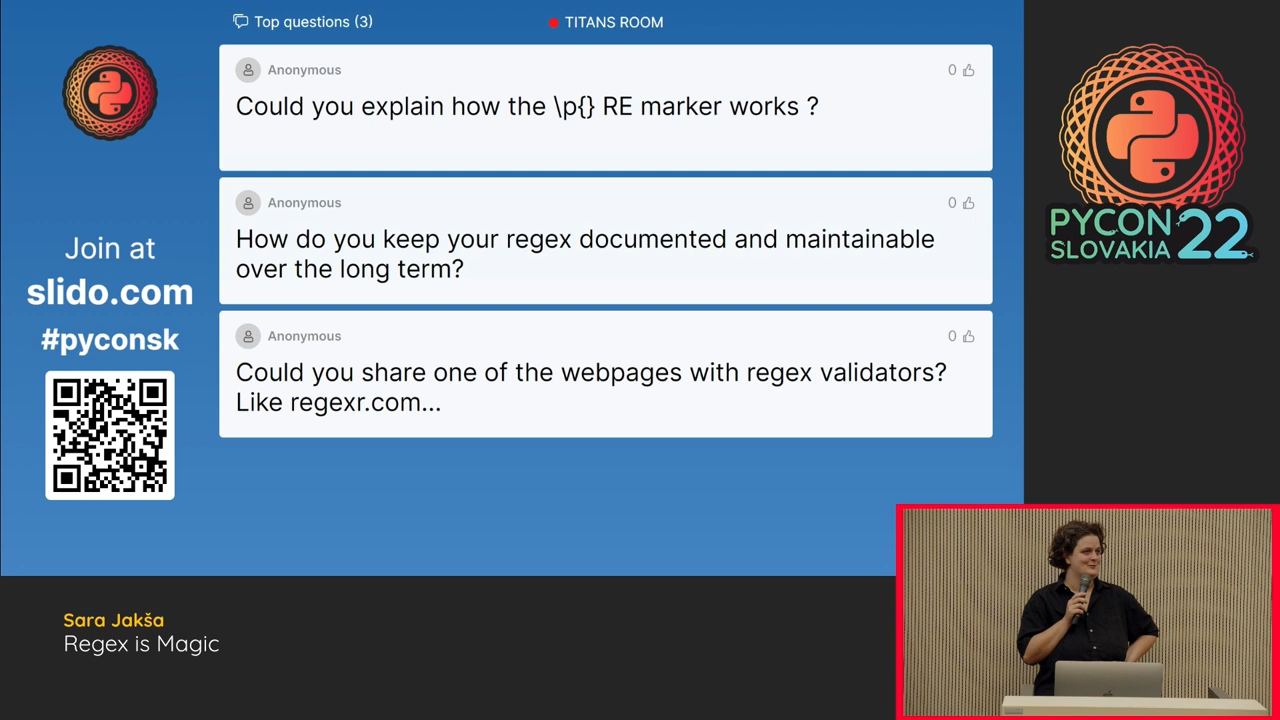 Top questions (3)
TITANS ROOM
Anonymous
0
Could you explain how the \p{} RE marker works ?
Anonymous
0
How do you keep your regex documented and maintainable
over the long term?
Anonymous
0
Could you share one of the webpages with regex validators?
Like regexr.com...
Join at
slido.com
#pyconsk
PYCON
SLOVAKIA
22
Sara Jakša
Regex is Magic